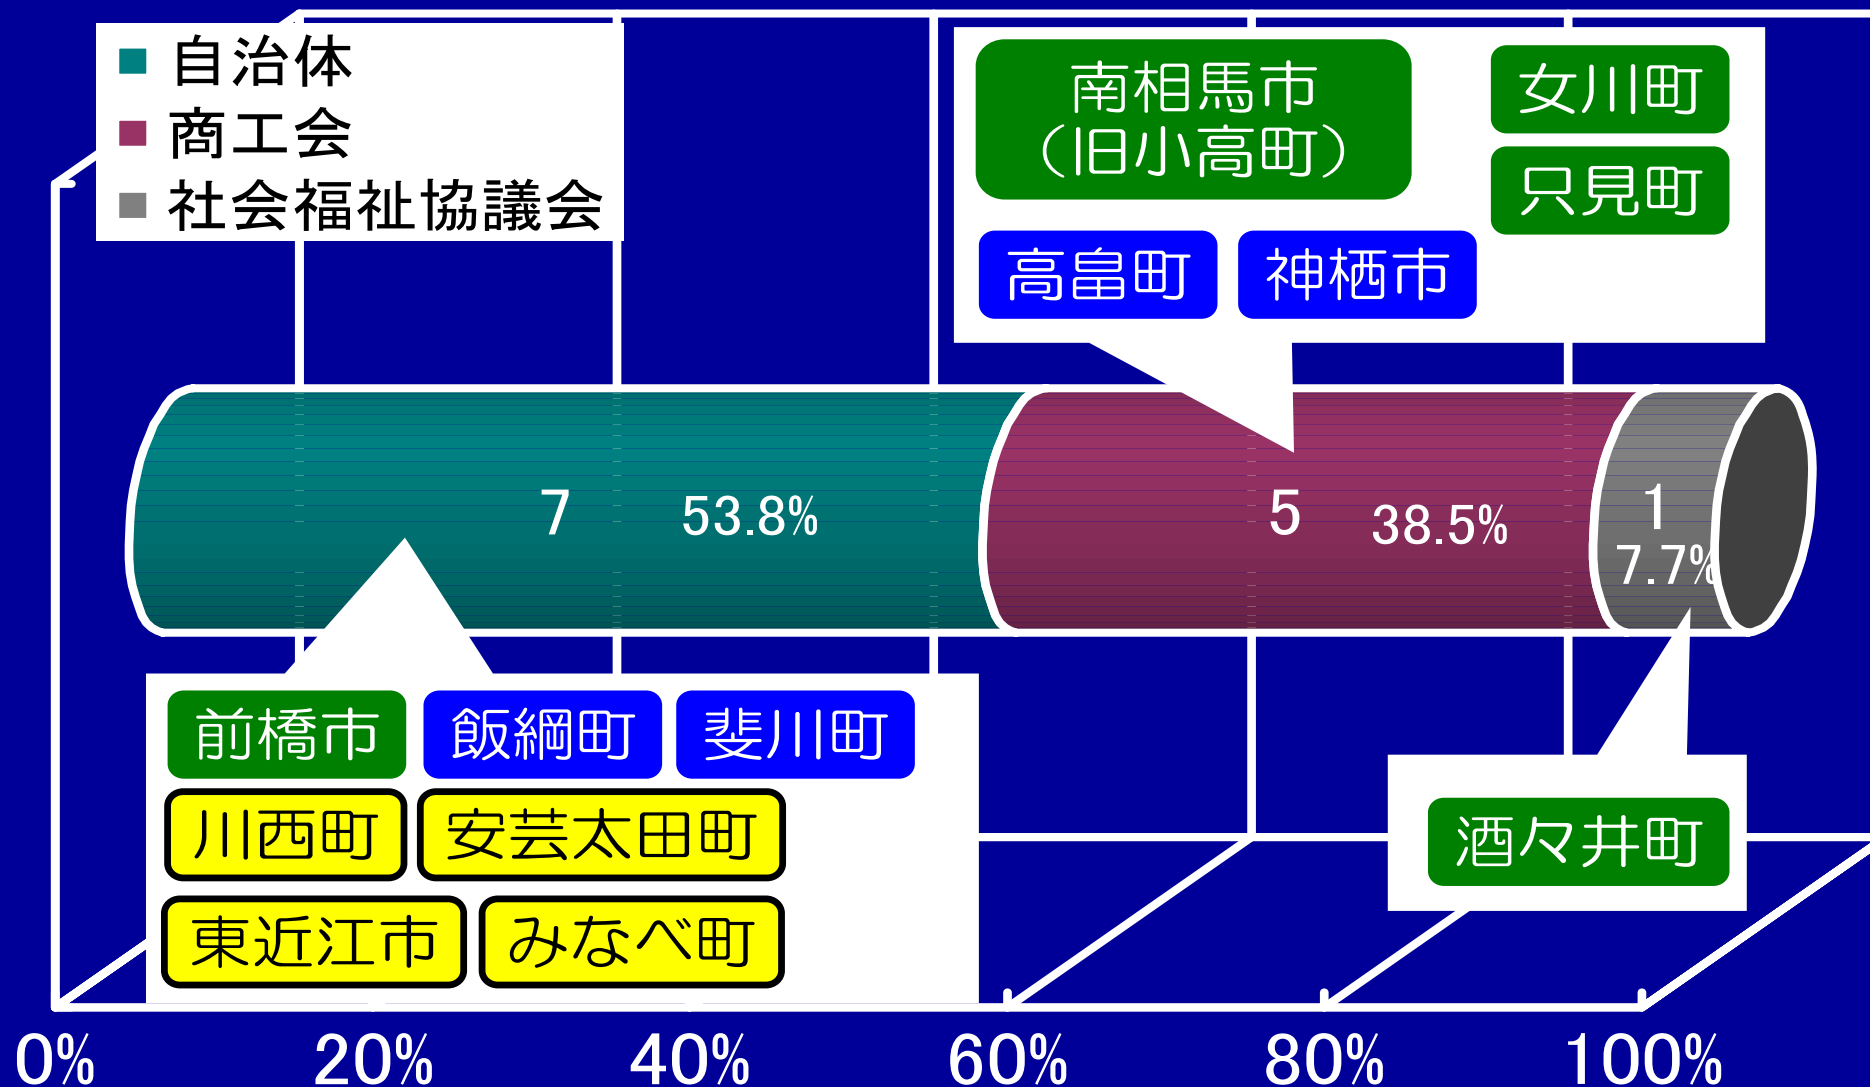 自治体
商工会
社会福祉協議会
南相馬市
（旧小高町）
女川町
只見町
高畠町 神栖市
7 53.8%
5 38.5%
1
7.7%
前橋市 飯綱町 斐川町
川西町 安芸太田町
東近江市 みなべ町
酒々井町
0% 20% 40% 60% 80% 100%